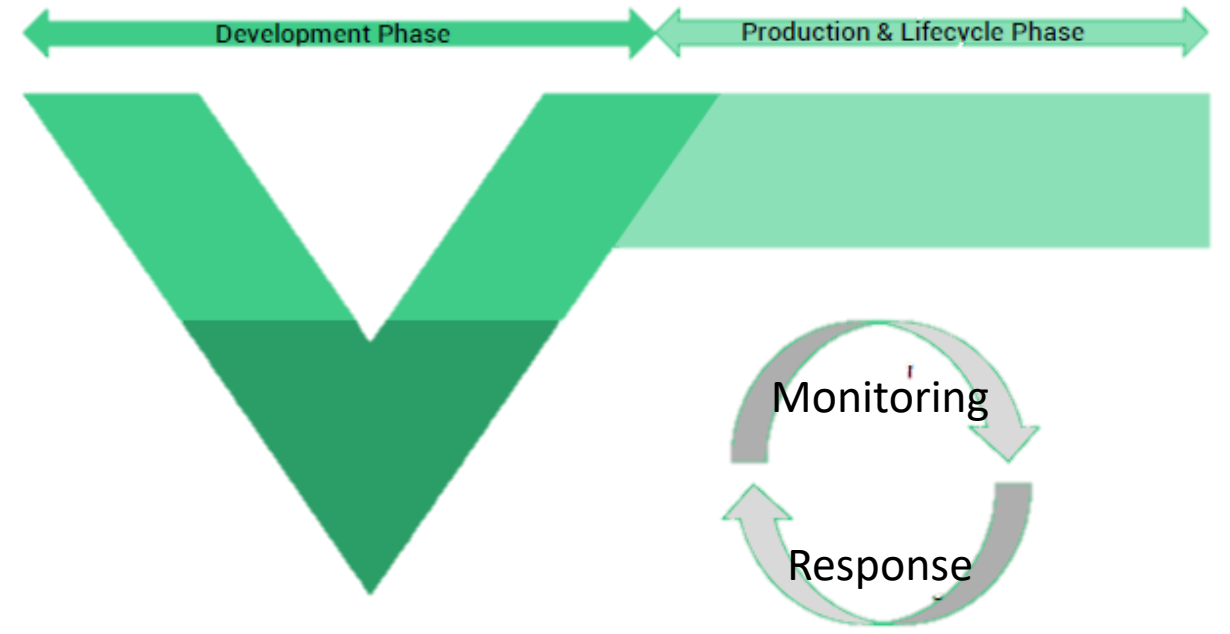 Development Phase
Production & Lifecycle Phase
Monitoring
Response